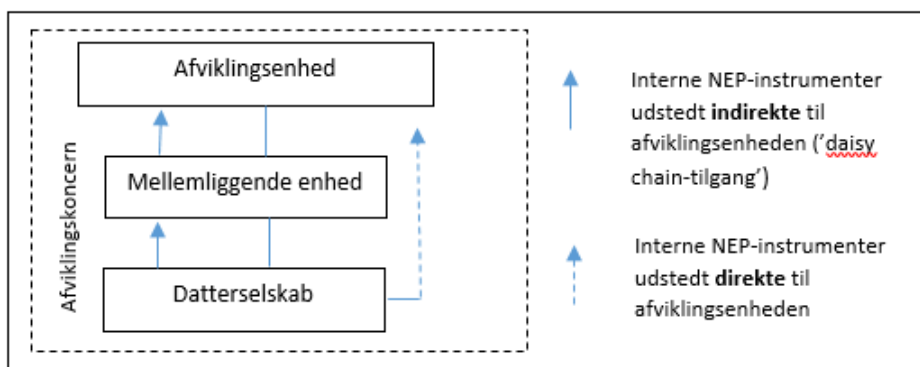 Afviklingsenhed
Mellemliggende enhed
Datterselskab
Afviklingskoncern
Interne NEP-instrumenter
udstedt indirekte til
afviklingsenheden ('daisy
chain-tilgang')
Interne NEP-instrumenter
udstedt direkte til
afviklingsenheden